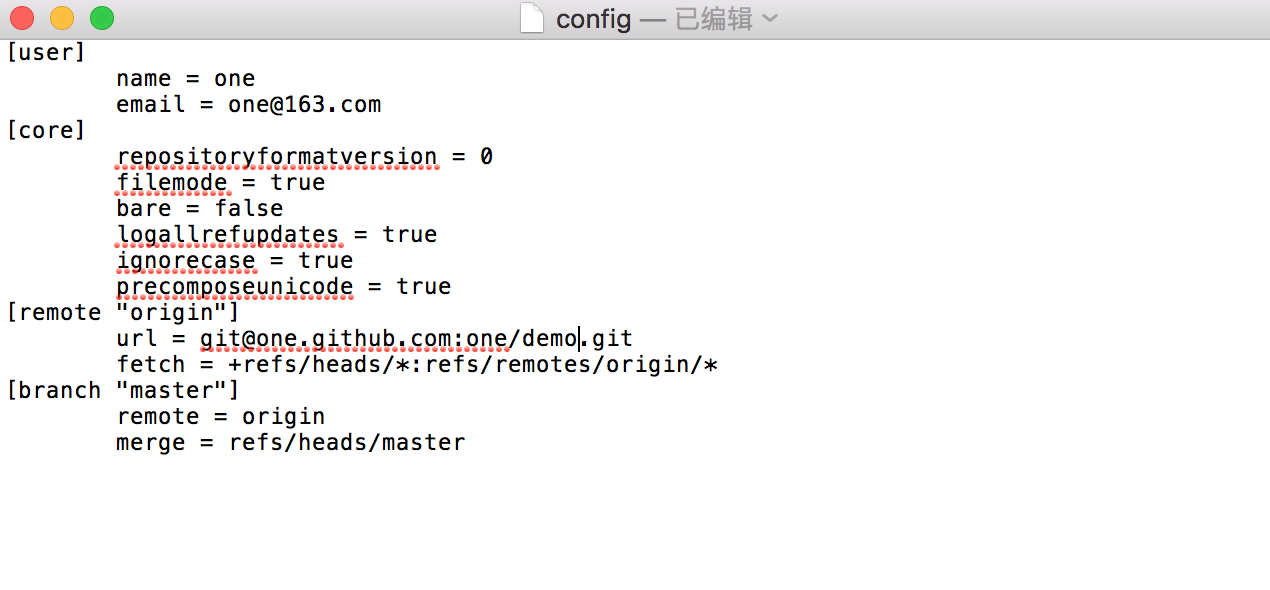 config — 已编辑
[user]
name = one
email = one@163.com
[core]
repositoryformatversion = 0
filemode = true
bare = false
logallrefupdates = true
ignorecase = true
precomposeunicode = true
[remote "origin"]
url = git@one.github.com:one/demo.git
fetch = +refs/heads/*:refs/remotes/origin/*
[branch "master"]
remote = origin
merge = refs/heads/master